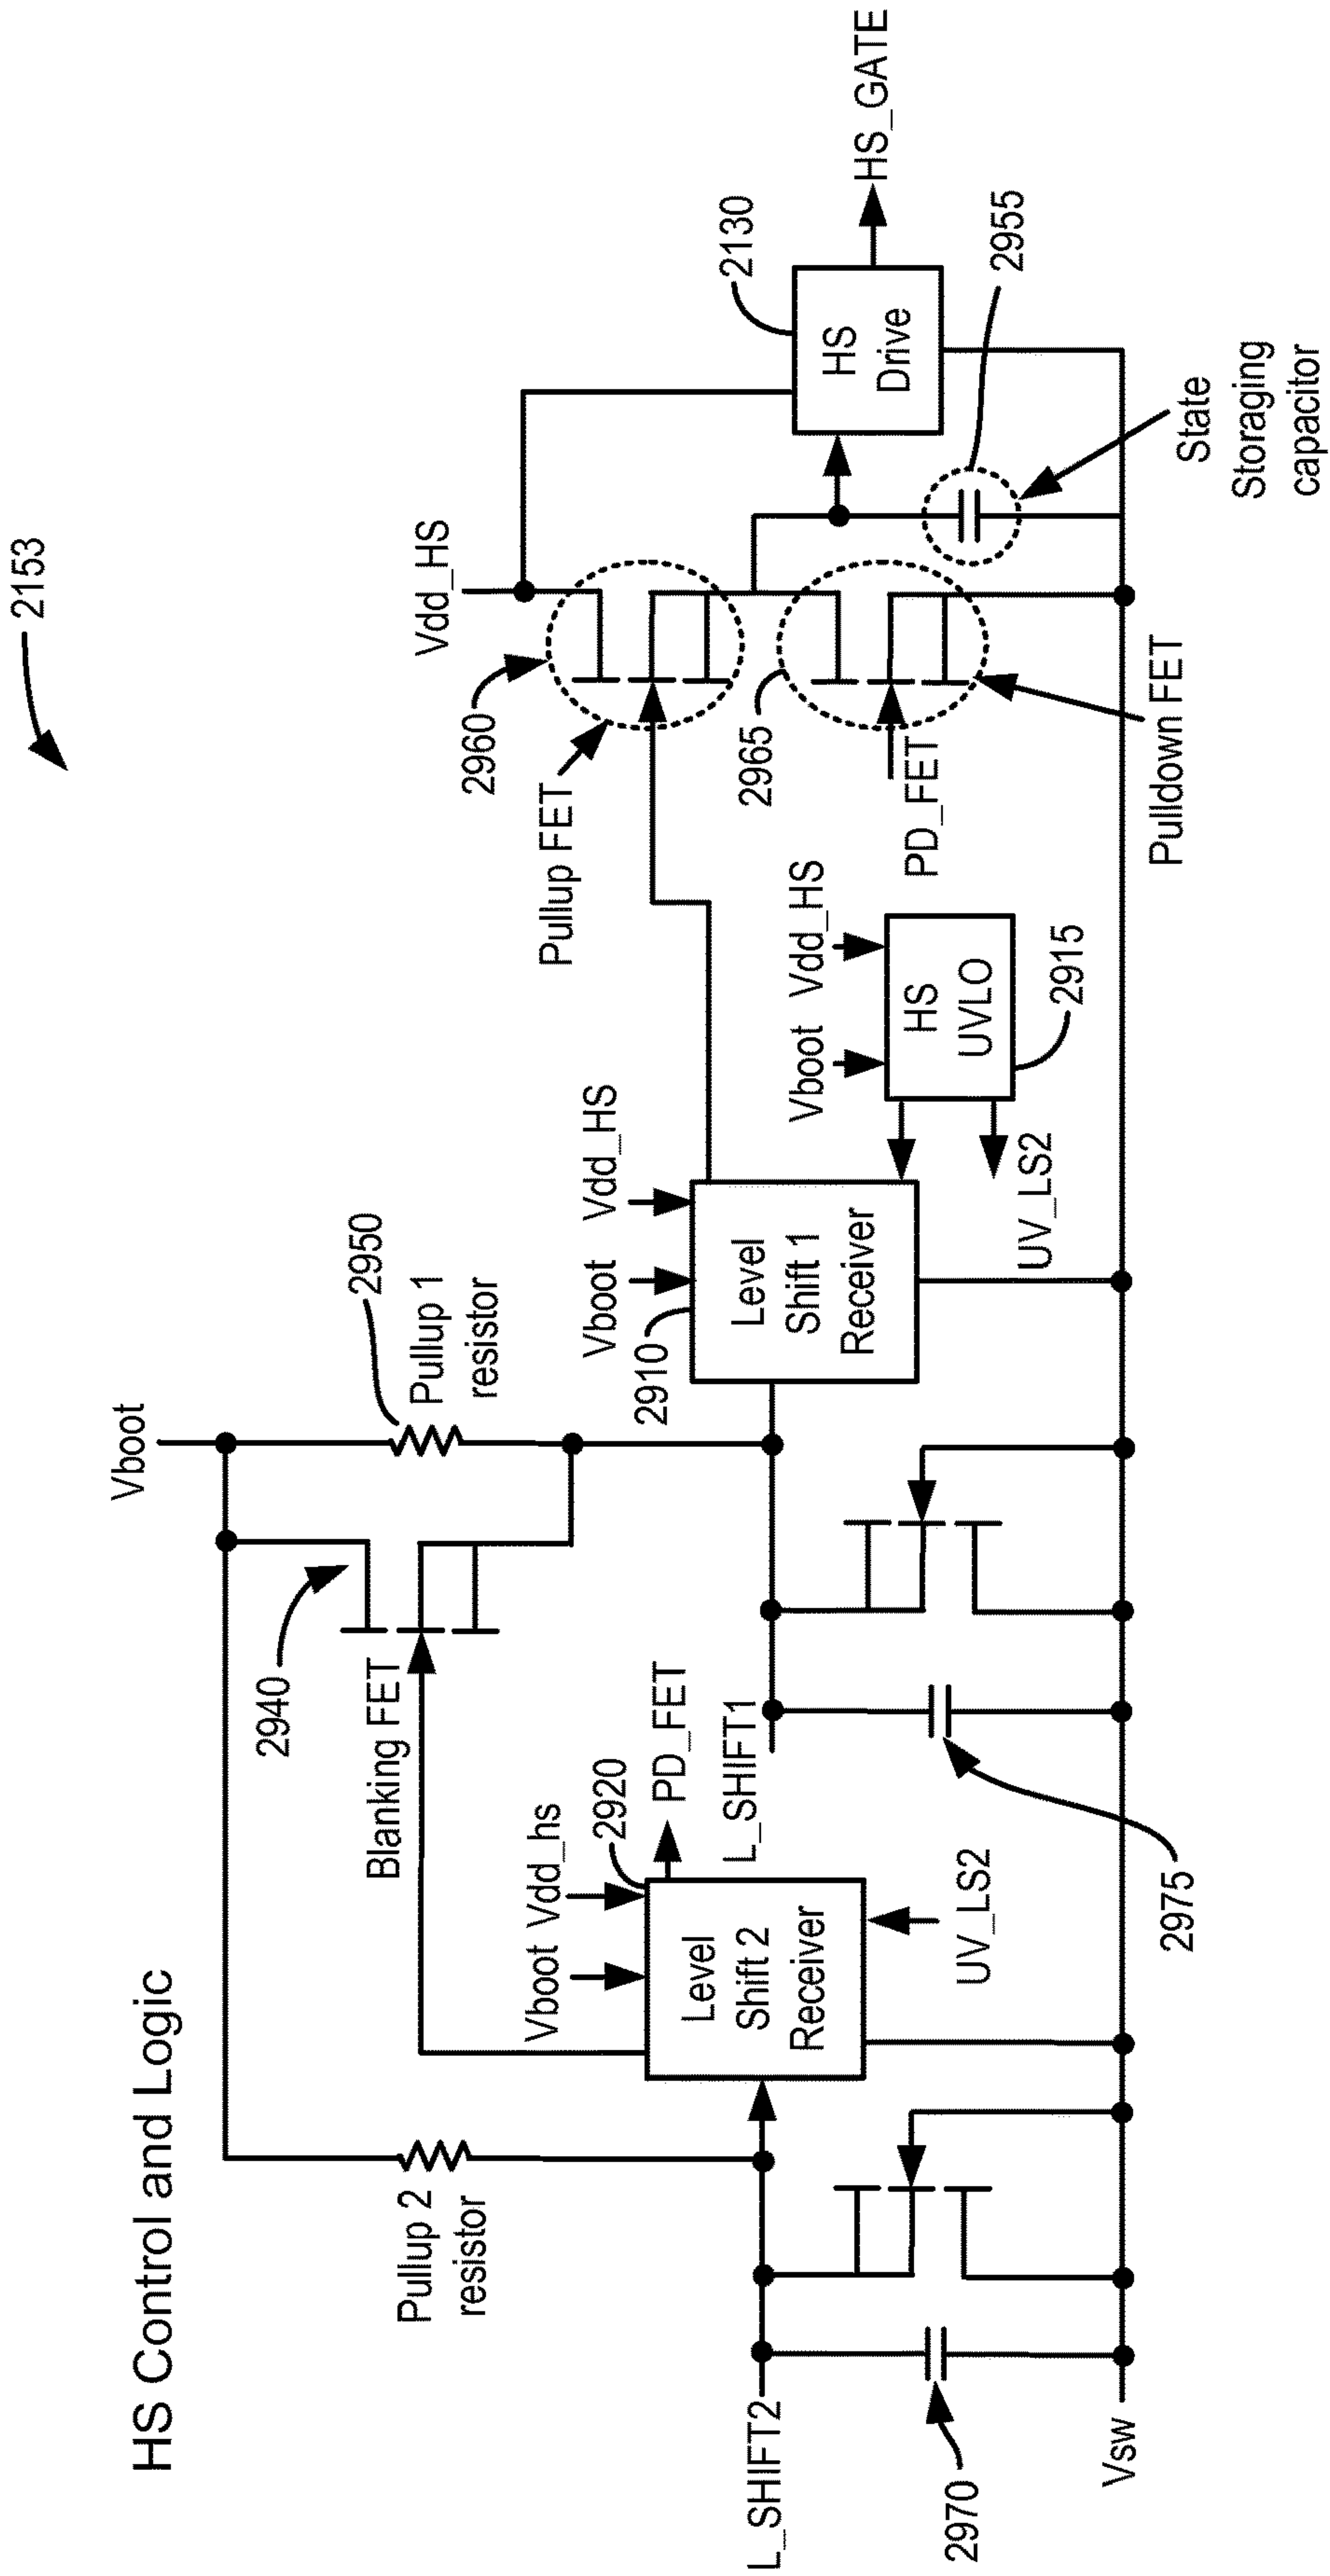 2153
HS Control and Logic
Vboot
2940
Blanking FET
2950
Pullup 1
resistor
Pullup 2
resistor
Vboot
Vdd_hs
2920
PD_FET
Level
Shift 2
Receiver
UV_LS2
L_SHIFT1
L_SHIFT2
2970
2975
Vsw
Vboot
Vdd_HS
2910
Level
Shift 1
Receiver
Vboot
Vdd_HS
HS
UVLO
2915
UV_LS2
Vdd_HS
2960
Pullup FET
2965
PD_FET
Pulldown FET
2130
HS
Drive
HS_GATE
2955
State
Storaging
capacitor